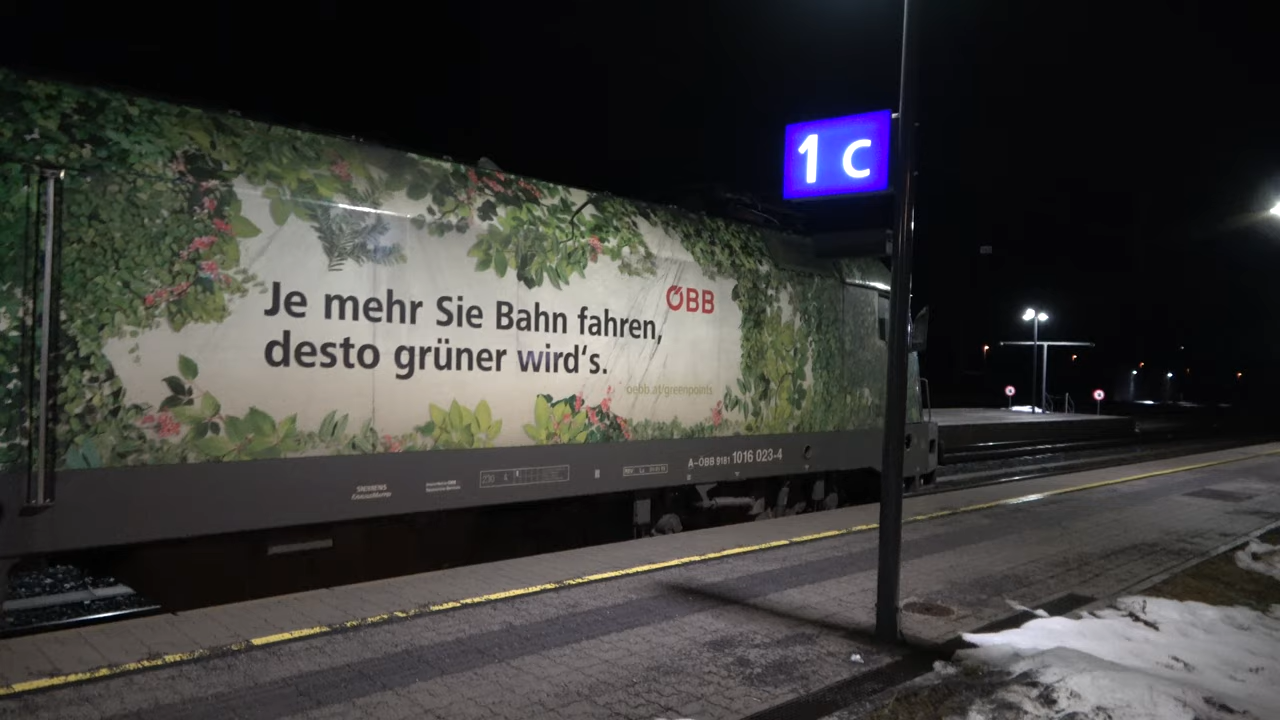 1 C
ÖBB
Je mehr Sie Bahn fahren,
desto grüner wird‘s.
oebb.at/greenpoints
A-ÖBB 9181 1016 023-4
SIEMENS